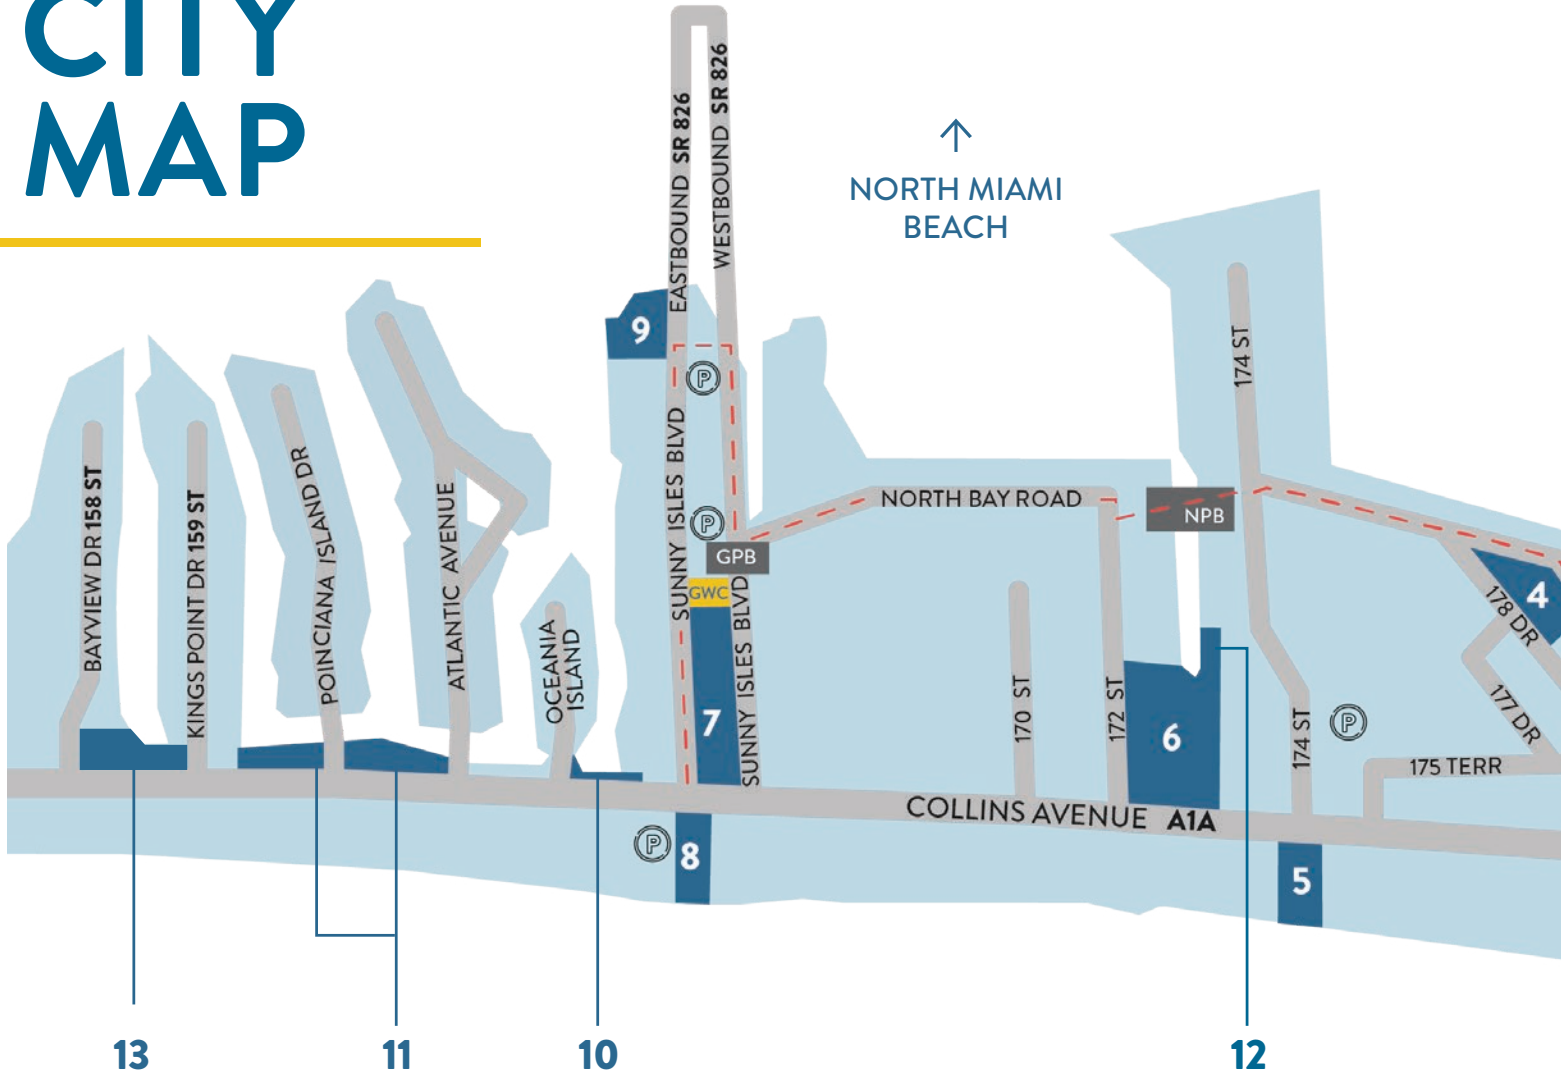 CITY
MAP
NORTH MIAMI
BEACH
EASTBOUND SR 826
WESTBOUND SR 826
9
P
174 ST
SUNNY ISLES BLVD
BAYVIEW DR 158 ST
KINGS POINT DR 159 ST
POINCIANA ISLAND DR
ATLANTIC AVENUE
NORTH BAY ROAD
NPB
P
GPB
GWC
4
178 DR
OCEANIA
ISLAND
SUNNY ISLES BLVD
7
170 ST
172 ST
6
174 ST
P
177 DR
175 TERR
COLLINS AVENUE A1A
P
8
5
13
11
10
12